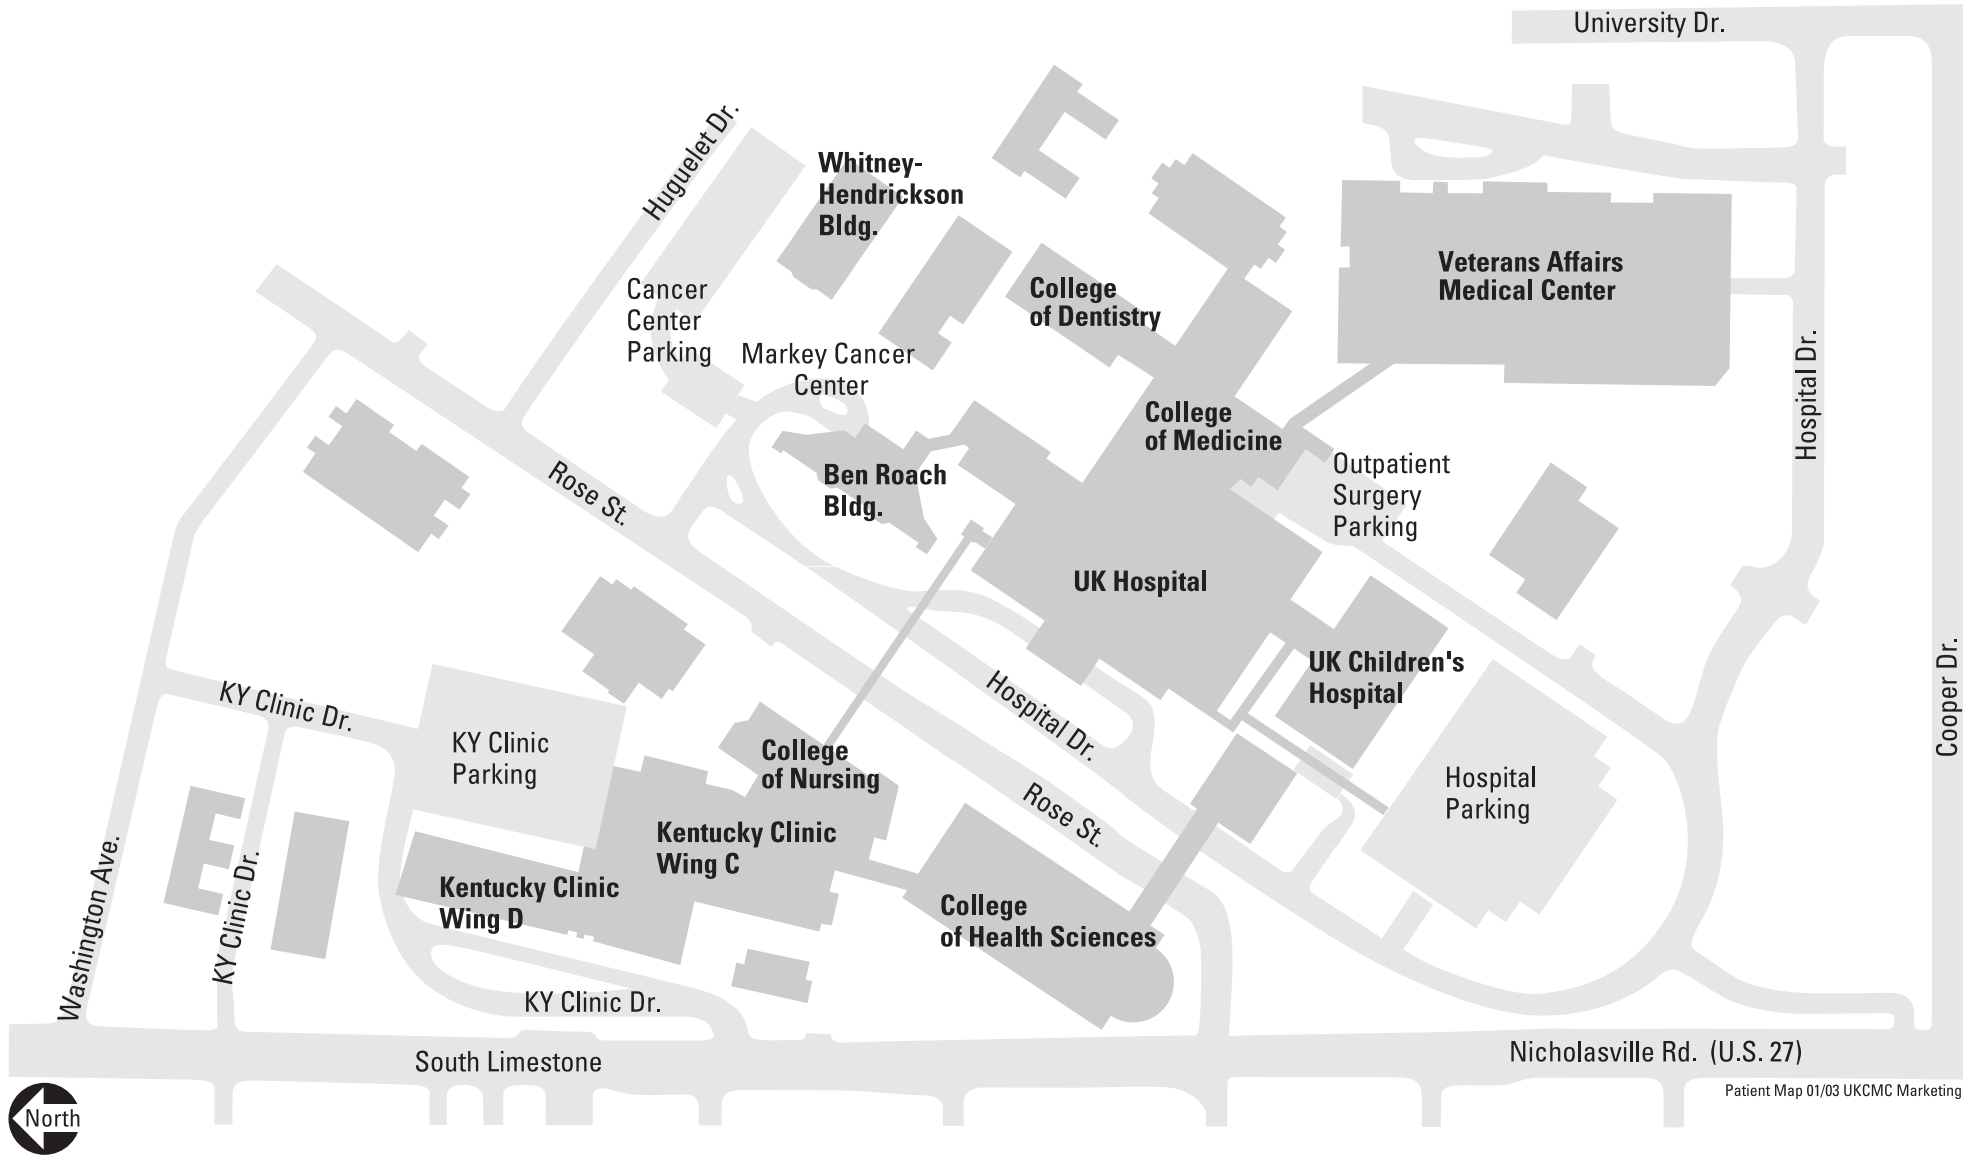 University Dr.
Huguelet Dr.
Whitney-
Hendrickson
Bldg.
Veterans Affairs
Medical Center
College
of Dentistry
Cancer
Center
Parking
Markey Cancer
Center
Hospital Dr.
College
of Medicine
Outpatient
Surgery
Parking
Rose St.
Ben Roach
Bldg.
UK Hospital
UK Children's
Hospital
Cooper Dr.
KY Clinic Dr.
Hospital Dr.
KY Clinic
Parking
College
of Nursing
Hospital
Parking
Rose St.
Kentucky Clinic
Wing C
Kentucky Clinic
Wing D
College
of Health Sciences
Washington Ave.
KY Clinic Dr.
KY Clinic Dr.
South Limestone
Nicholasville Rd. (U.S. 27)
Patient Map 01/03 UKCMC Marketing
North